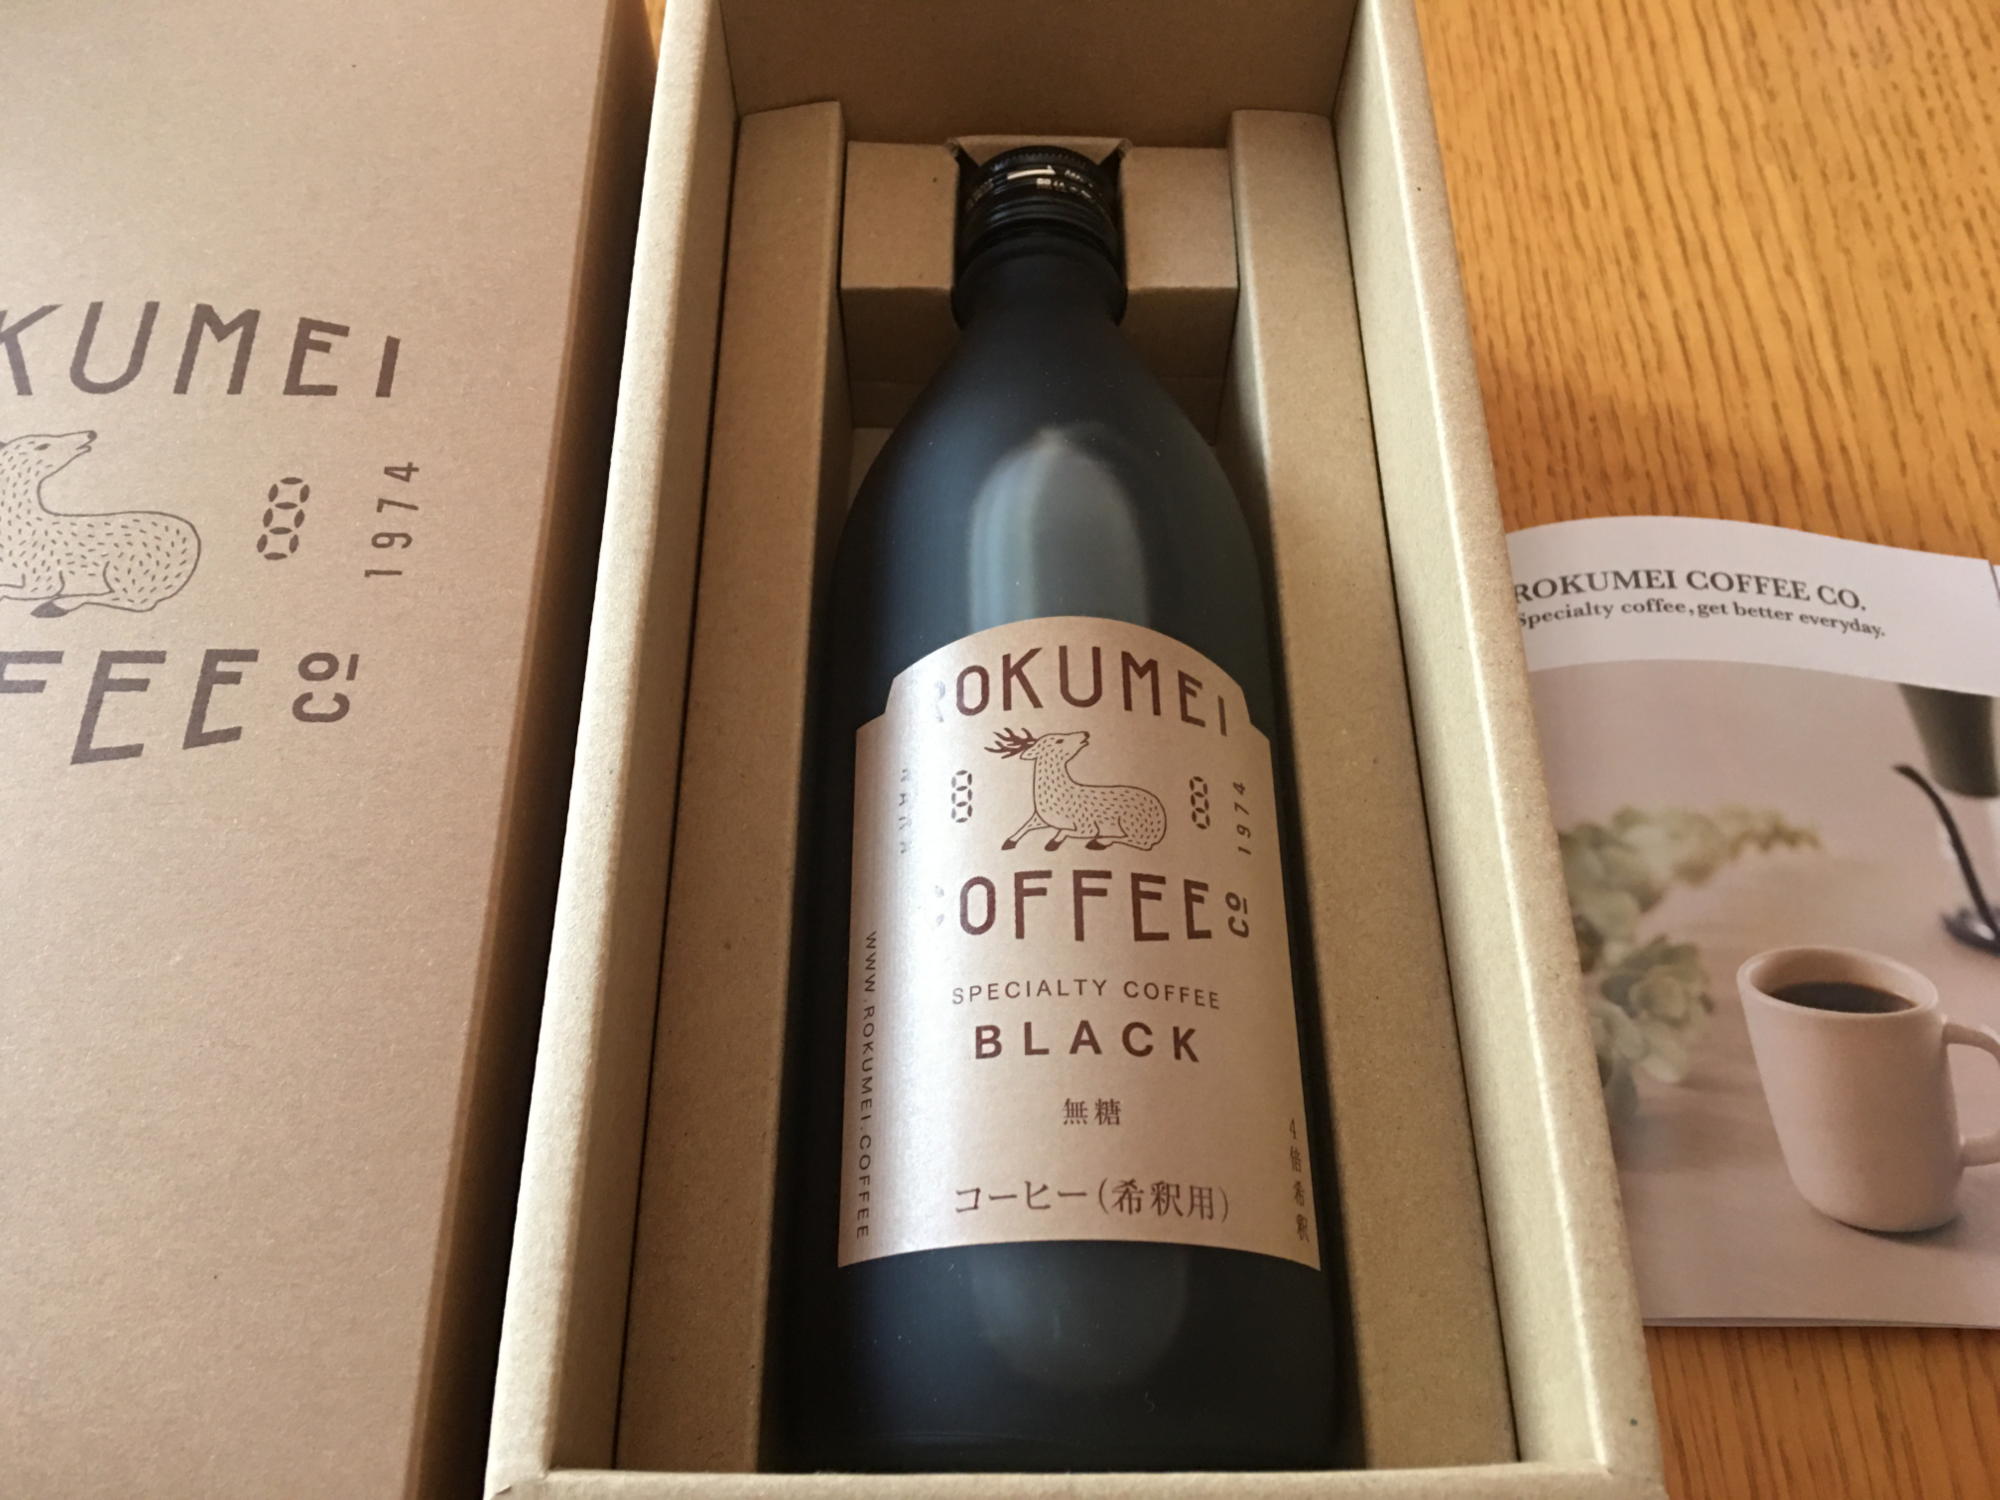 KUMEI
1974
FEE CO
ROKUMEI
NARA
1974
COFFEE CO
SPECIALTY COFFEE
BLACK
無糖
コーヒー(希釈用)
WWW.ROKUMEI.COFFEE
4倍希釈
ROKUMEI COFFEE CO.
Specialty coffee, get better everyday.